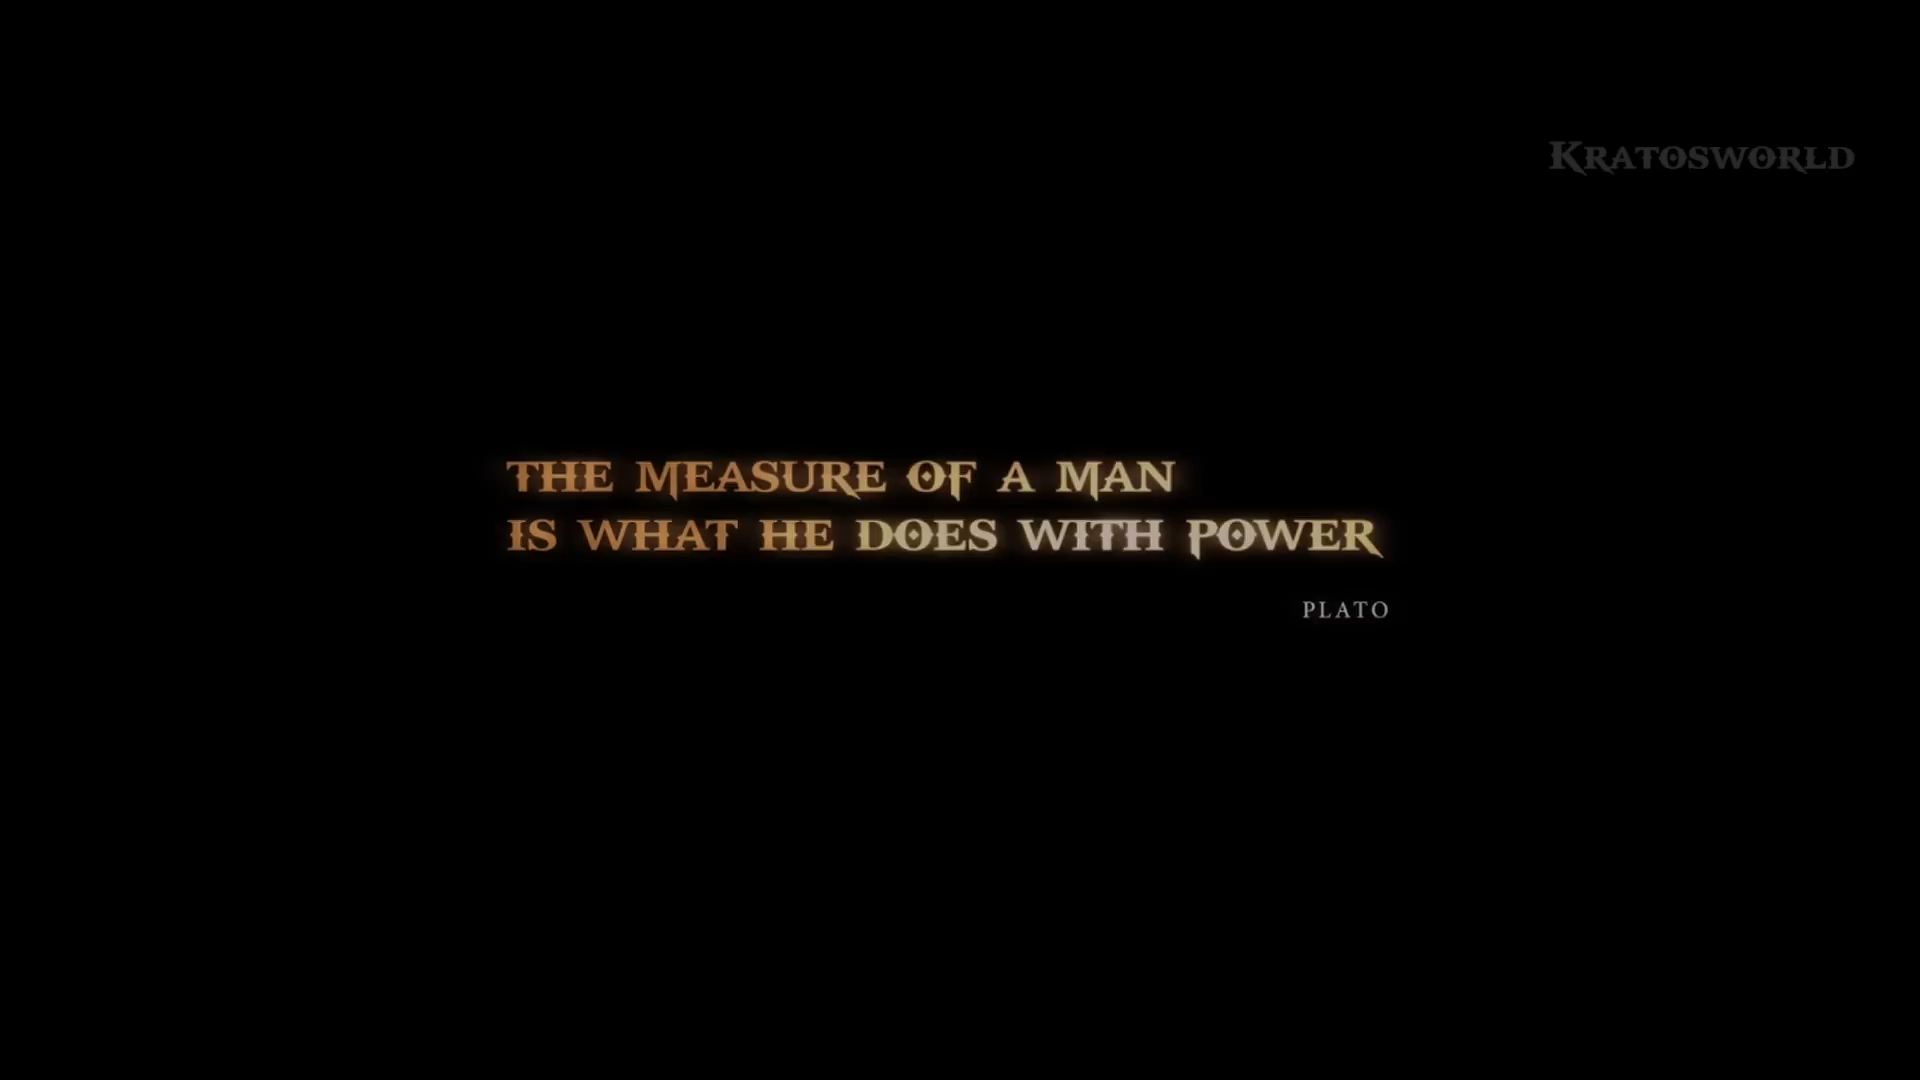 KRATOSWORLD
THE MEASURE OF A MAN
IS WHAT HE DOES WITH POWER
PLATO